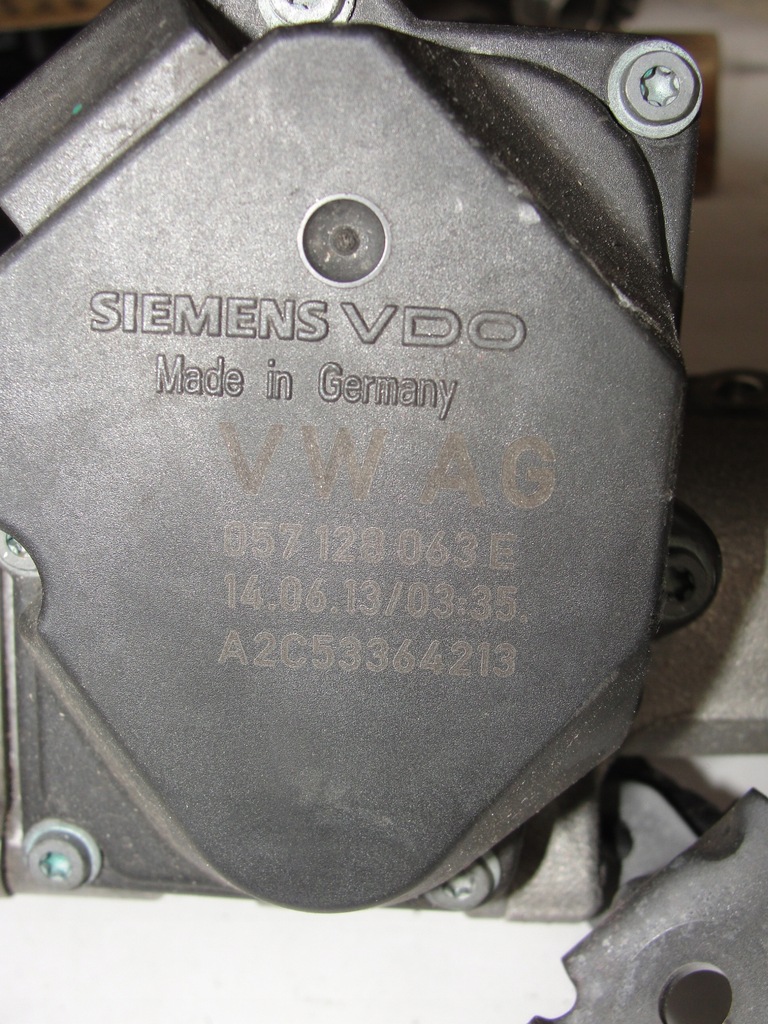 SIEMENS VDO
Made in Germany
VW AG
057 128 063 E
14.06.13/03:35.
A2C53364213